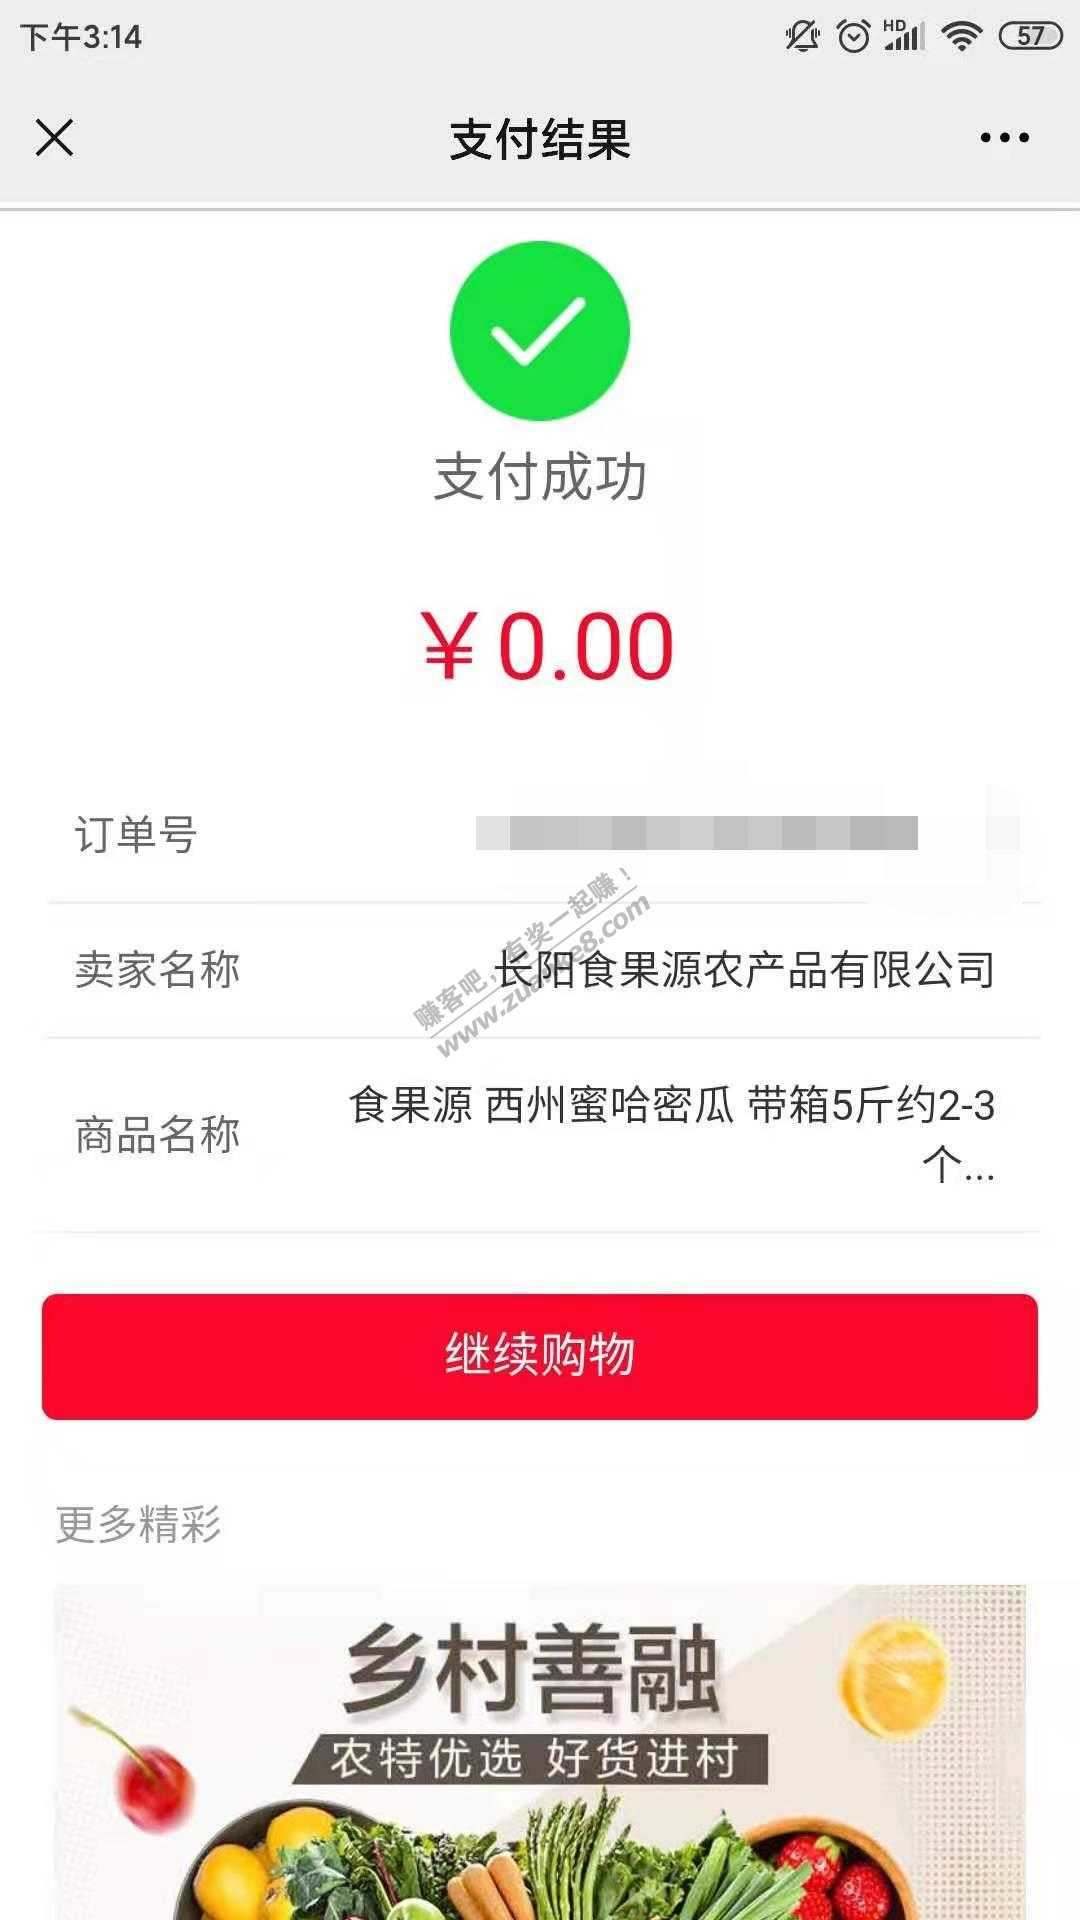 下午3:14
HD
57
支付结果
支付成功
￥0.00
订单号
赚客吧，有奖一起赚！
www.zuanke8.com
卖家名称
长阳食果源农产品有限公司
商品名称
食果源 西州蜜哈密瓜 带箱5斤约2-3
个...
继续购物
更多精彩
乡村善融
农特优选 好货进村